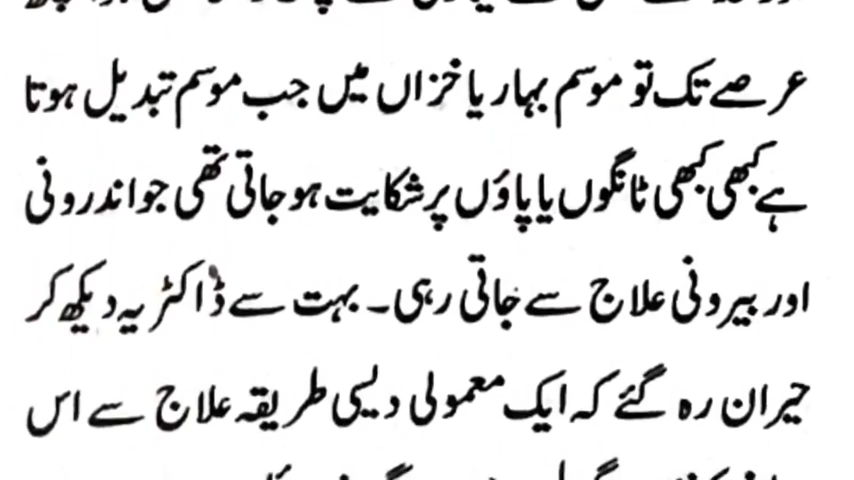 عرصے تک تو موسم بہار یا خزاں میں جب موسم تبدیل ہوتا
ہے کبھی کبھی ٹانگوں یا پاؤں پر شکایت ہو جاتی تھی جو اندرونی
اور بیرونی علاج سے جاتی رہی۔ بہت سے ڈاکٹر یہ دیکھ کر
حیران رہ گئے کہ ایک معمولی دیسی طریقہ علاج سے اس